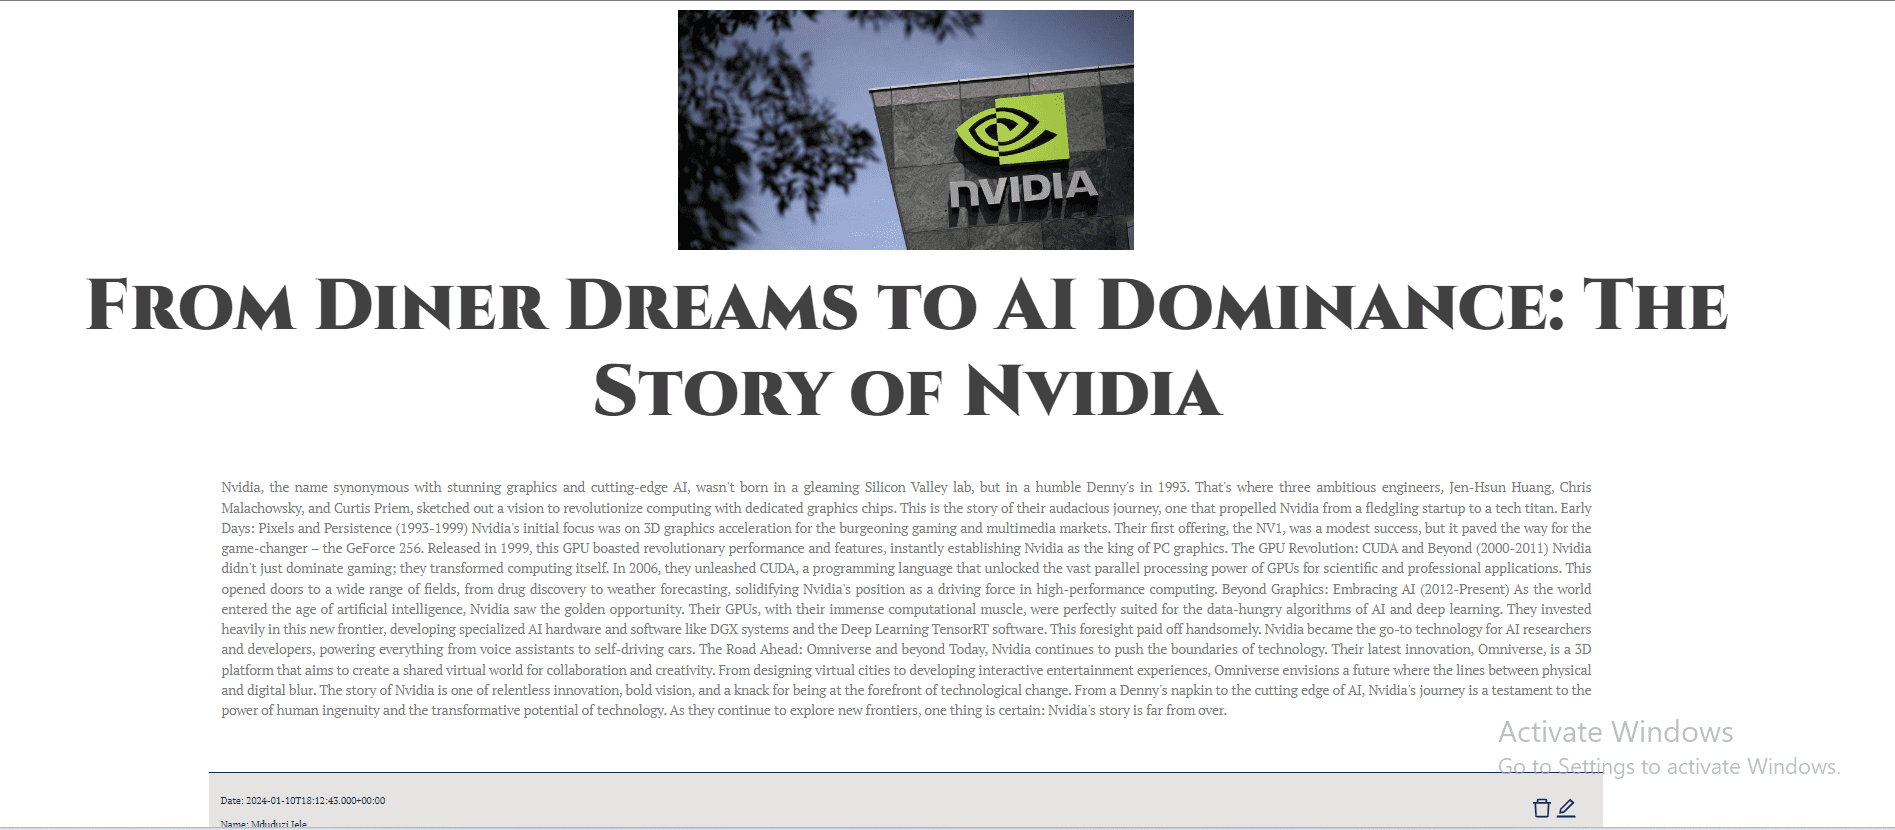 NVIDIA
From Diner Dreams to AI Dominance: The
Story of Nvidia
Nvidia, the name synonymous with stunning graphics and cutting-edge AI, wasn't born in a gleaming Silicon Valley lab, but in a humble Denny's in 1993. That's where three ambitious engineers, Jen-Hsun Huang, Chris
Malachowsky, and Curtis Priem, sketched out a vision to revolutionize computing with dedicated graphics chips. This is the story of their audacious journey, one that propelled Nvidia from a fledgling startup to a tech titan. Early
Days: Pixels and Persistence (1993-1999) Nvidia's initial focus was on 3D graphics acceleration for the burgeoning gaming and multimedia markets. Their first offering, the NV1, was a modest success, but it paved the way for the
game-changer – the GeForce 256. Released in 1999, this GPU boasted revolutionary performance and features, instantly establishing Nvidia as the king of PC graphics. The GPU Revolution: CUDA and Beyond (2000-2011) Nvidia
didn't just dominate gaming; they transformed computing itself. In 2006, they unleashed CUDA, a programming language that unlocked the vast parallel processing power of GPUs for scientific and professional applications. This
opened doors to a wide range of fields, from drug discovery to weather forecasting, solidifying Nvidia's position as a driving force in high-performance computing. Beyond Graphics: Embracing AI (2012-Present) As the world
entered the age of artificial intelligence, Nvidia saw the golden opportunity. Their GPUs, with their immense computational muscle, were perfectly suited for the data-hungry algorithms of AI and deep learning. They invested
heavily in this new frontier, developing specialized AI hardware and software like DGX systems and the Deep Learning TensorRT software. This foresight paid off handsomely. Nvidia became the go-to technology for AI researchers
and developers, powering everything from voice assistants to self-driving cars. The Road Ahead: Omniverse and beyond Today, Nvidia continues to push the boundaries of technology. Their latest innovation, Omniverse, is a 3D
platform that aims to create a shared virtual world for collaboration and creativity. From designing virtual cities to developing interactive entertainment experiences, Omniverse envisions a future where the lines between physical
and digital blur. The story of Nvidia is one of relentless innovation, bold vision, and a knack for being at the forefront of technological change. From a Denny's napkin to the cutting edge of AI, Nvidia's journey is a testament to the
power of human ingenuity and the transformative potential of technology. As they continue to explore new frontiers, one thing is certain: Nvidia's story is far from over.
Activate Windows
Go to Settings to activate Windows.
Date: 2024-01-10T18:12:43.000+00:00
Name: Mduduzi Jele